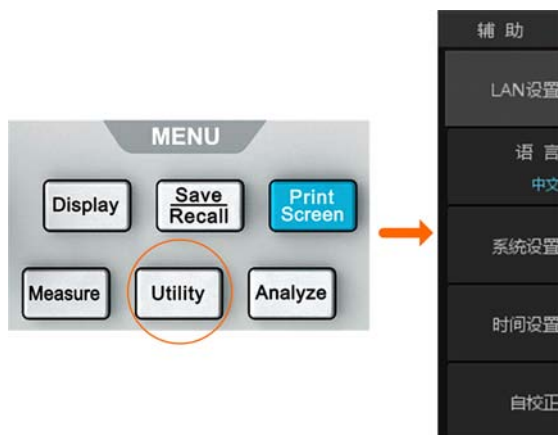 MENU
Display
Save
Recall
Print
Screen
Measure
Utility
Analyze
辅 助
LAN设置
语 言
中文
系统设置
时间设置
自校正